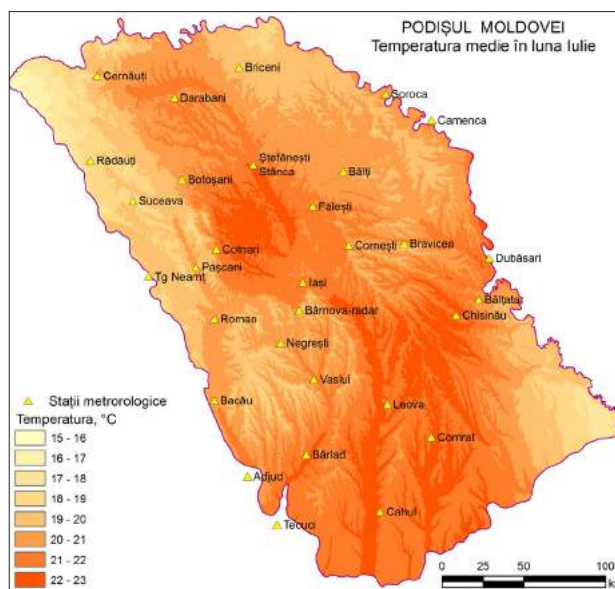 PODIȘUL MOLDOVEI
Temperatura medie în luna Iulie
Cernăuți
Briceni
Darabani
Soroca
Camenca
Rădăuți
Ștefănești
Stânca
Bălți
Botoșani
Suceava
Fălești
Cotnari
Cornești
Bravicea
Dubăsari
Pașcani
Tg Neamț
Iași
Bălțata
Chisinău
Bârnova-radar
Roman
Negrești
Vaslui
Bacău
Leova
Comrat
Bârlad
Adjud
Cahul
Tecuci
Stații metrorologice
Temperatura, °C
15 - 16
16 - 17
17 - 18
18 - 19
19 - 20
20 - 21
21 - 22
22 - 23
0 25 50 100